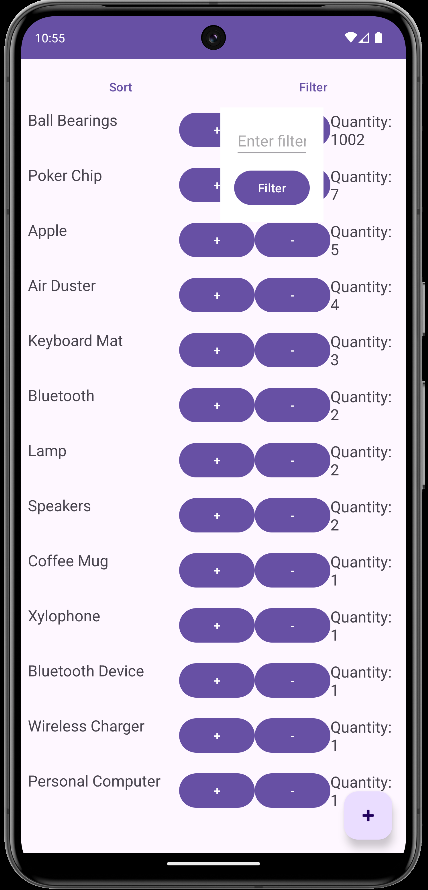 10:55
Sort
Filter
Ball Bearings
+
Enter filter
Quantity:
1002
Filter
Poker Chip
+
Quantity:
7
Apple
+
-
Quantity:
5
Air Duster
+
-
Quantity:
4
Keyboard Mat
+
-
Quantity:
3
Bluetooth
+
-
Quantity:
2
Lamp
+
-
Quantity:
2
Speakers
+
-
Quantity:
2
Coffee Mug
+
-
Quantity:
1
Xylophone
+
-
Quantity:
1
Bluetooth Device
+
-
Quantity:
1
Wireless Charger
+
-
Quantity:
1
Personal Computer
+
-
Quantity:
1
+